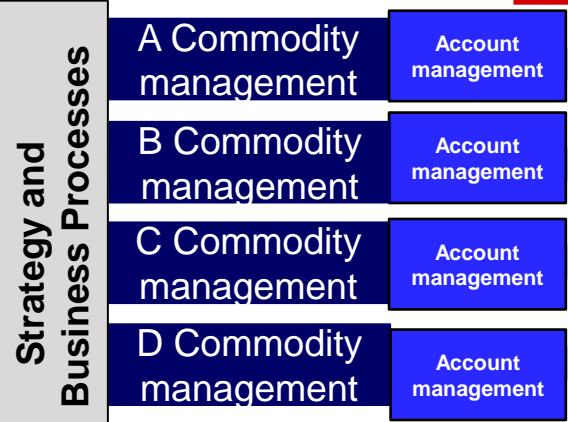 Strategy and
Business Processes
A Commodity
management
Account
management
B Commodity
management
Account
management
C Commodity
management
Account
management
D Commodity
management
Account
management